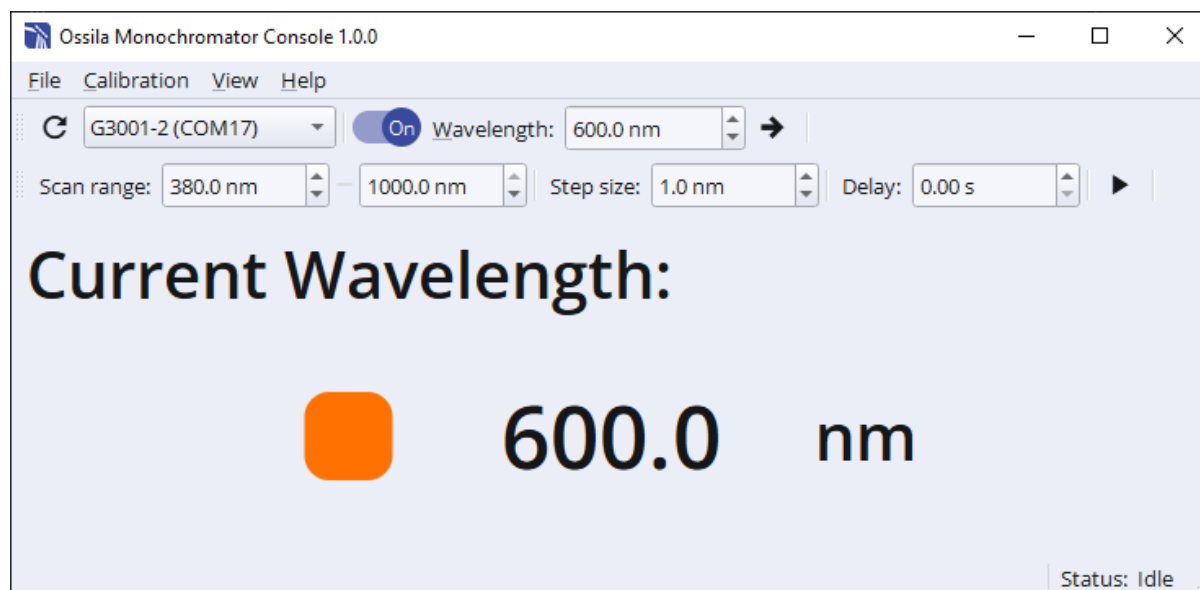 Ossila Monochromator Console 1.0.0
File Calibration View Help
G3001-2 (COM17) On Wavelength: 600.0 nm
Scan range: 380.0 nm – 1000.0 nm Step size: 1.0 nm Delay: 0.00 s
Current Wavelength:
600.0 nm
Status: Idle